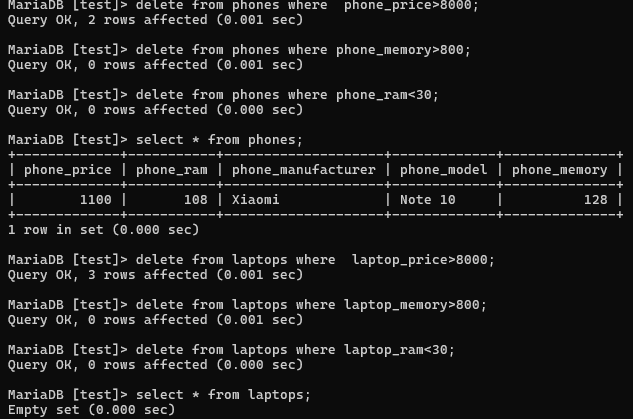 MariaDB [test]> delete from phones where  phone_price>8000;
Query OK, 2 rows affected (0.001 sec)
MariaDB [test]> delete from phones where phone_memory>800;
Query OK, 0 rows affected (0.001 sec)
MariaDB [test]> delete from phones where phone_ram<30;
Query OK, 0 rows affected (0.000 sec)
MariaDB [test]> select * from phones;
+-------------+-----------+--------------------+-------------+--------------+
| phone_price | phone_ram | phone_manufacturer | phone_model | phone_memory |
+-------------+-----------+--------------------+-------------+--------------+
|        1100 |       108 | Xiaomi             | Note 10     |          128 |
+-------------+-----------+--------------------+-------------+--------------+
1 row in set (0.000 sec)
MariaDB [test]> delete from laptops where  laptop_price>8000;
Query OK, 3 rows affected (0.001 sec)
MariaDB [test]> delete from laptops where laptop_memory>800;
Query OK, 0 rows affected (0.001 sec)
MariaDB [test]> delete from laptops where laptop_ram<30;
Query OK, 0 rows affected (0.000 sec)
MariaDB [test]> select * from laptops;
Empty set (0.000 sec)